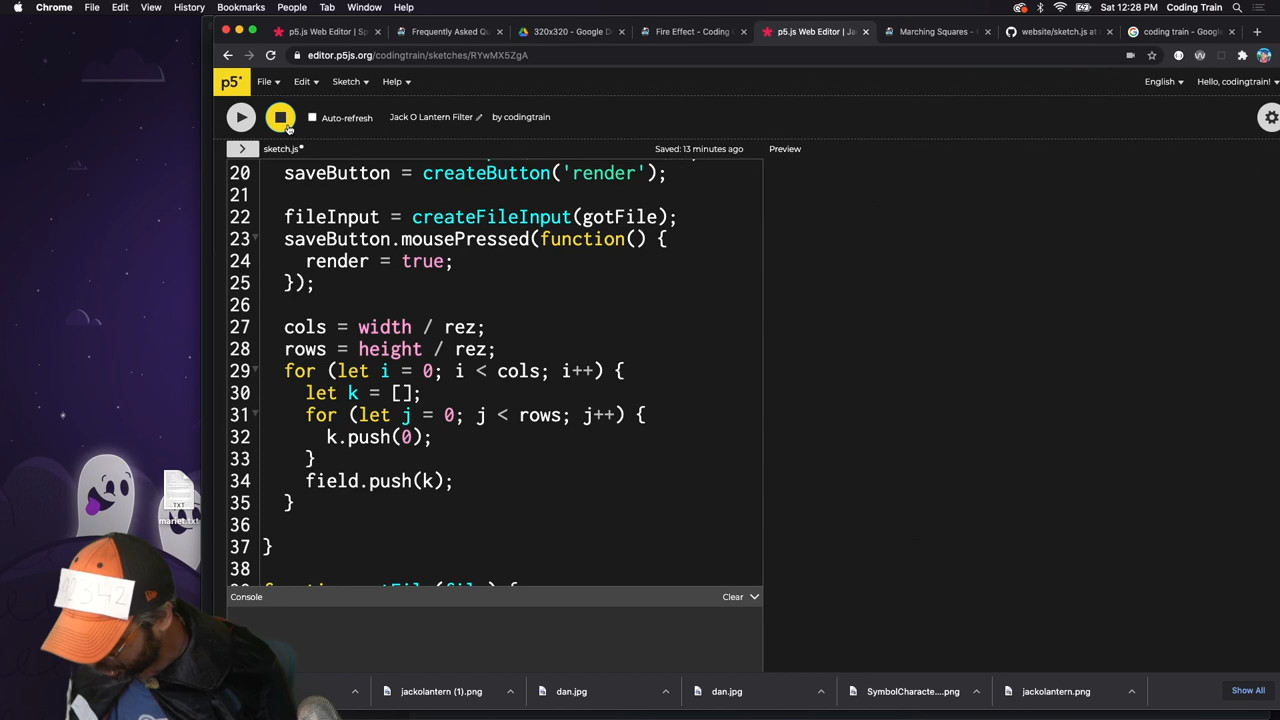 Chrome File Edit View History Bookmarks People Tab Window Help Sat 12:28 PM Coding Train
p5.js Web Editor | Sp Frequently Asked Qu 320x320 - Google D Fire Effect - Coding p5.js Web Editor | Ja Marching Squares - website/sketch.js at coding train - Google
editor.p5js.org/codingtrain/sketches/RYwMX5ZgA
p5* File Edit Sketch Help English Hello, codingtrain!
Auto-refresh Jack O Lantern Filter by codingtrain
> sketch.js* Saved: 13 minutes ago Preview
20 saveButton = createButton('render');
21
22 fileInput = createFileInput(gotFile);
23 saveButton.mousePressed(function() {
24 render = true;
25 });
26
27 cols = width / rez;
28 rows = height / rez;
29 for (let i = 0; i < cols; i++) {
30 let k = [];
31 for (let j = 0; j < rows; j++) {
32 k.push(0);
33 }
34 field.push(k);
35 }
36
37 }
38
Console Clear
TXT
manet.txt
jackolantern (1).png dan.jpg dan.jpg SymbolCharacte....png jackolantern.png Show All